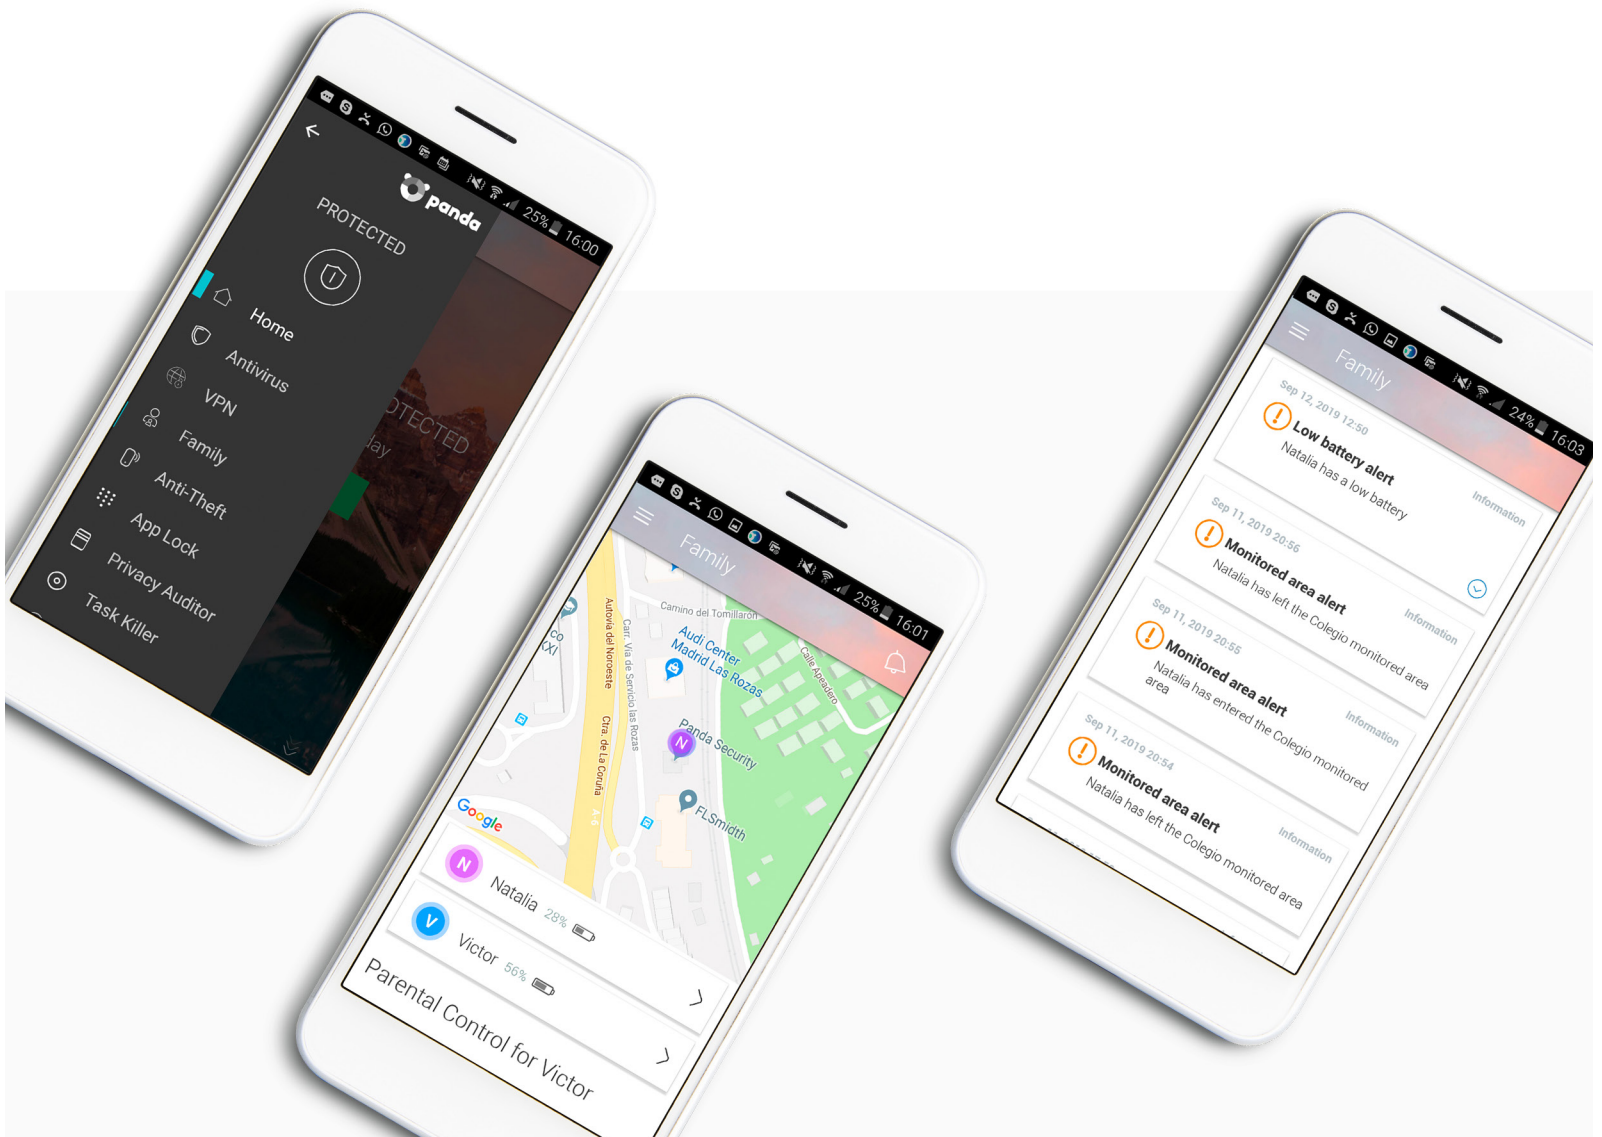 25% 16:00
panda
PROTECTED
Home
Antivirus
VPN
Family
Anti-Theft
App Lock
Privacy Auditor
Task Killer
OTECTED
lay
25% 16:01
Family
Camino del Tomillarón
Calle Apeadero
Audi Center
Madrid Las Rozas
Autovía del Noroeste
Carr. Vía de Servicio las Rozas
co
XXI
Ctra. de La Coruña
A-6
Panda Security
N
FLSmidth
Google
N
Natalia 28%
V
Victor 56%
Parental Control for Victor
24% 16:03
Family
Sep 12, 2019 12:50
Low battery alert
Information
Natalia has a low battery
Sep 11, 2019 20:56
Monitored area alert
Information
Natalia has left the Colegio monitored area
Sep 11, 2019 20:55
Monitored area alert
Information
Natalia has entered the Colegio monitored
area
Sep 11, 2019 20:54
Monitored area alert
Information
Natalia has left the Colegio monitored area